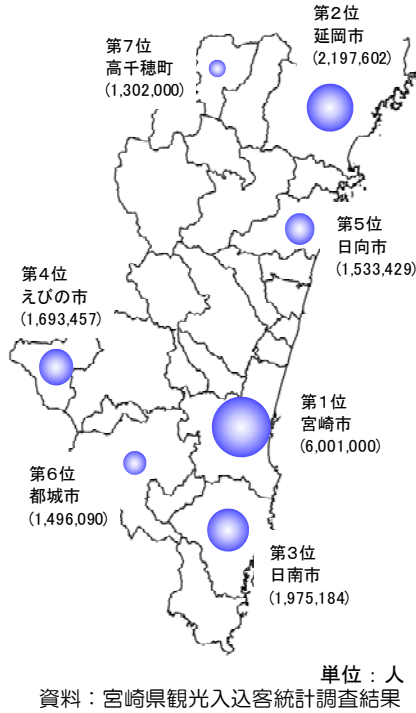 第2位
延岡市
(2,197,602)
第7位
高千穂町
(1,302,000)
第5位
日向市
(1,533,429)
第4位
えびの市
(1,693,457)
第1位
宮崎市
(6,001,000)
第6位
都城市
(1,496,090)
第3位
日南市
(1,975,184)
単位：人
資料：宮崎県観光入込客統計調査結果